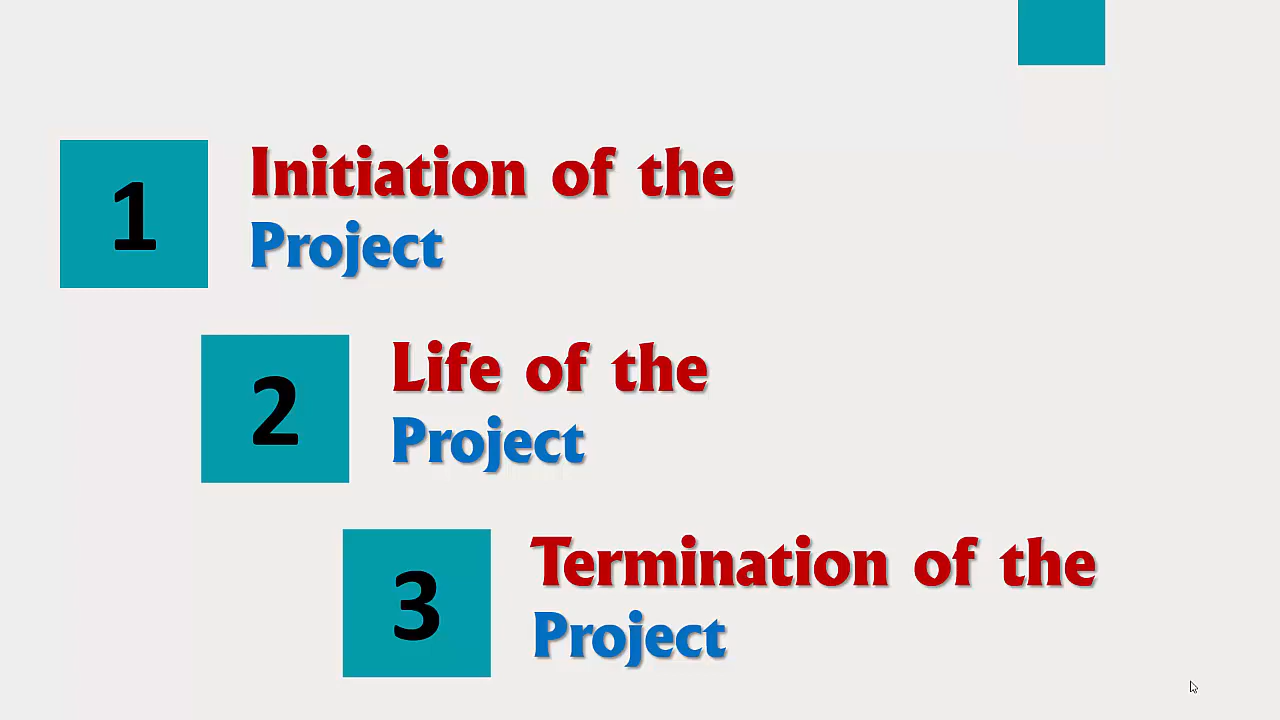 1
Initiation of the
Project
2
Life of the
Project
3
Termination of the
Project